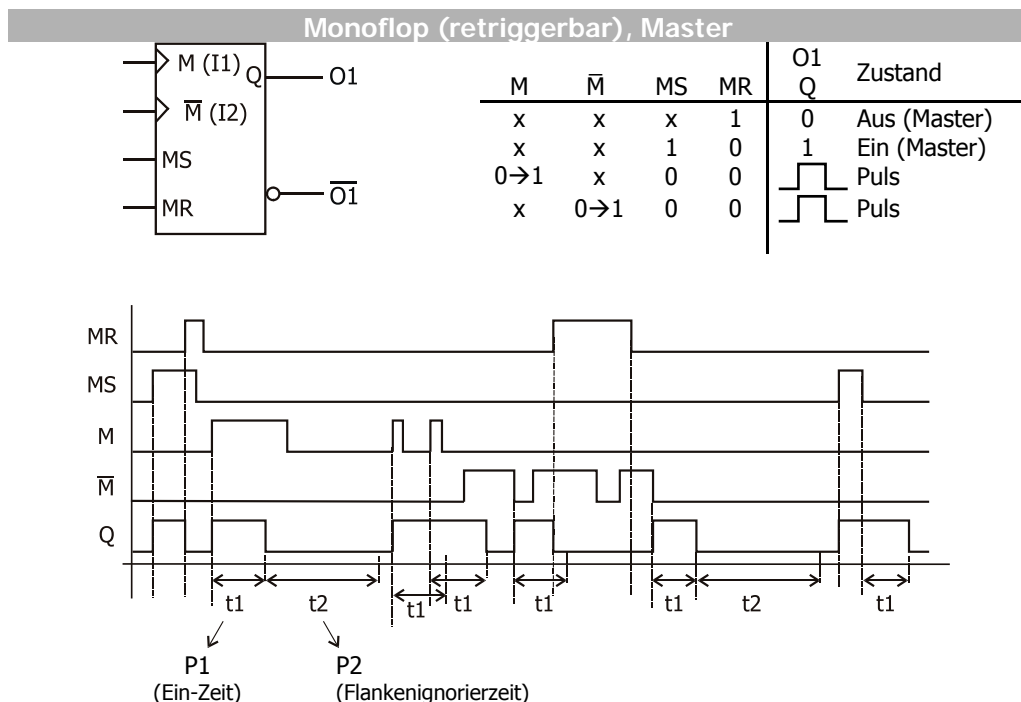 Monoflop (retriggerbar), Master
M (I1)
Q
O1
M̅ (I2)
MS
MR
O̅1̅
O1
M M̅ MS MR Q Zustand
x x x 1 0 Aus (Master)
x x 1 0 1 Ein (Master)
0→1 x 0 0 Puls
x 0→1 0 0 Puls
MR
MS
M
M̅
Q
t1 t2 t1 t1 t1 t1 t2 t1
P1 P2
(Ein-Zeit) (Flankenignorierzeit)